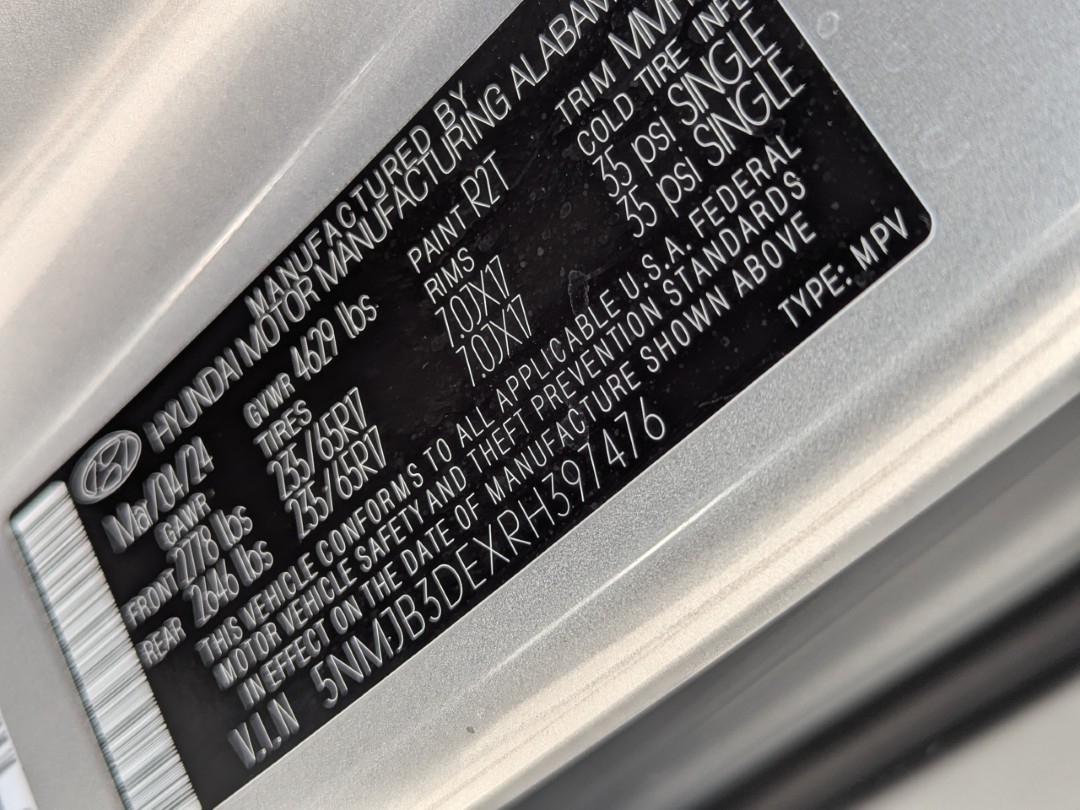 MANUFACTURED BY
HYUNDAI MOTOR MANUFACTURING ALABAM
Mar/04/24 GVWR 4629 lbs PAINT R2T TRIM
GAWR TIRES RIMS COLD TIRE INFL
FRONT 2778 lbs 235/65R17 7.0JX17 35 psi SINGLE
REAR 2646 lbs 235/65R17 7.0JX17 35 psi SINGLE
THIS VEHICLE CONFORMS TO ALL APPLICABLE U.S.A. FEDERAL
MOTOR VEHICLE SAFETY AND THEFT PREVENTION STANDARDS
IN EFFECT ON THE DATE OF MANUFACTURE SHOWN ABOVE
V.I.N 5NMJB3DEXRH397476 TYPE: MPV